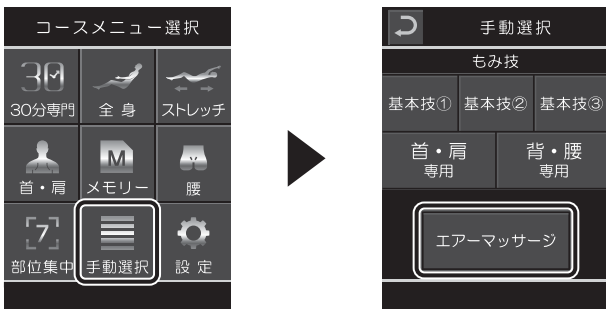 コースメニュー選択
30
30分専門
全身
ストレッチ
首・肩
M
メモリー
腰
7
部位集中
手動選択
設定
手動選択
もみ技
基本技①
基本技②
基本技③
首・肩
専用
背・腰
専用
エアーマッサージ